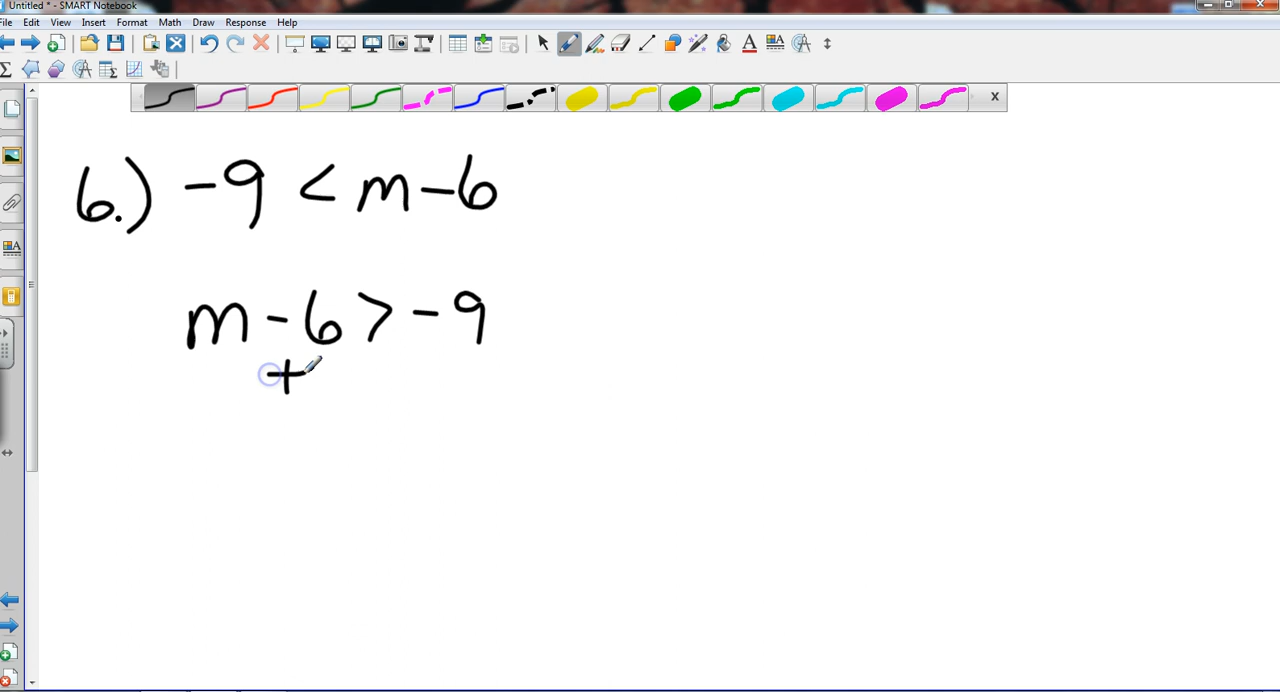 Untitled * - SMART Notebook
File Edit View Insert Format Math Draw Response Help
6.) -9 < m-6
m - 6 > -9
+